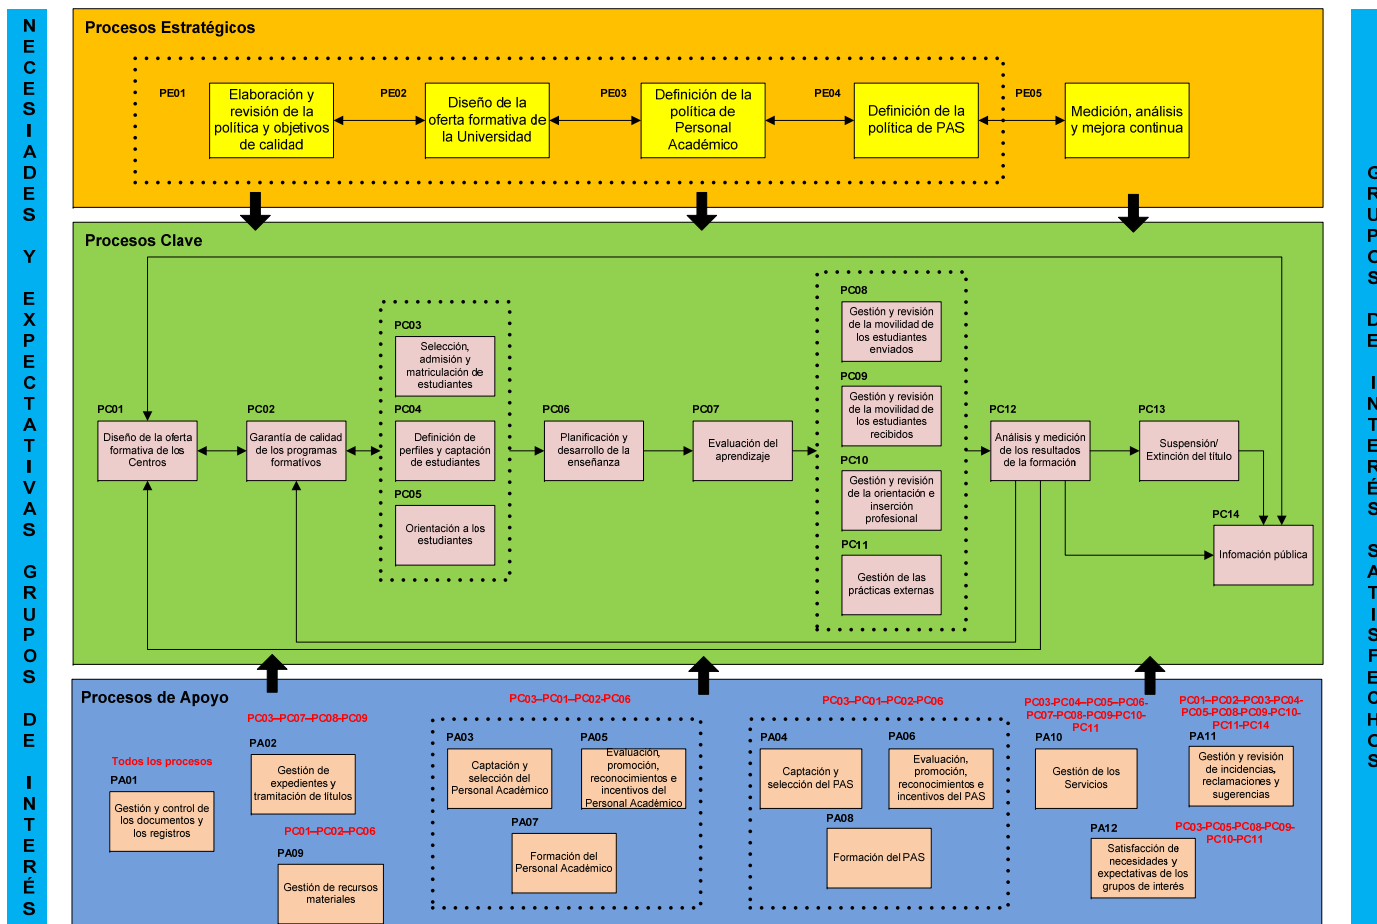 NECESIADES Y EXPECTATIVAS GRUPOS DE INTERÉS
Procesos Estratégicos
PE01
Elaboración y
revisión de la
política y objetivos
de calidad
PE02
Diseño de la
oferta formativa de
la Universidad
PE03
Definición de la
política de
Personal
Académico
PE04
Definición de la
política de PAS
PE05
Medición, análisis
y mejora continua
Procesos Clave
PC01
Diseño de la oferta
formativa de los
Centros
PC02
Garantía de calidad
de los programas
formativos
PC03
Selección,
admisión y
matriculación de
estudiantes
PC04
Definición de
perfiles y captación
de estudiantes
PC05
Orientación a los
estudiantes
PC06
Planificación y
desarrollo de la
enseñanza
PC07
Evaluación del
aprendizaje
PC08
Gestión y revisión
de la movilidad de
los estudiantes
enviados
PC09
Gestión y revisión
de la movilidad de
los estudiantes
recibidos
PC10
Gestión y revisión
de la orientación e
inserción
profesional
PC11
Gestión de las
prácticas externas
PC12
Análisis y medición
de los resultados
de la formación
PC13
Suspensión/
Extinción del título
PC14
Infomación pública
Procesos de Apoyo
Todos los procesos
PA01
Gestión y control de
los documentos y
los registros
PC03–PC07–PC08-PC09
PA02
Gestión de
expedientes y
tramitación de títulos
PC01–PC02–PC06
PA09
Gestión de recursos
materiales
PC03–PC01–PC02-PC06
PA03
Captación y
selección del
Personal Académico
PA05
Evaluación,
promoción,
reconocimientos e
incentivos del
Personal Académico
PA07
Formación del
Personal Académico
PC03–PC01–PC02-PC06
PA04
Captación y
selección del PAS
PA06
Evaluación,
promoción,
reconocimientos e
incentivos del PAS
PA08
Formación del PAS
PC03-PC04–PC05–PC06-
PC07-PC08-PC09-PC10-
PC11
PA10
Gestión de los
Servicios
PC01–PC02–PC03-PC04-
PC05-PC08-PC09-PC10-
PC11-PC14
PA11
Gestión y revisión
de incidencias,
reclamaciones y
sugerencias
PC03-PC05-PC08-PC09-
PC10-PC11
PA12
Satisfacción de
necesidades y
expectativas de los
grupos de interés
GRUPOS DE INTERÉS SATISFECHOS